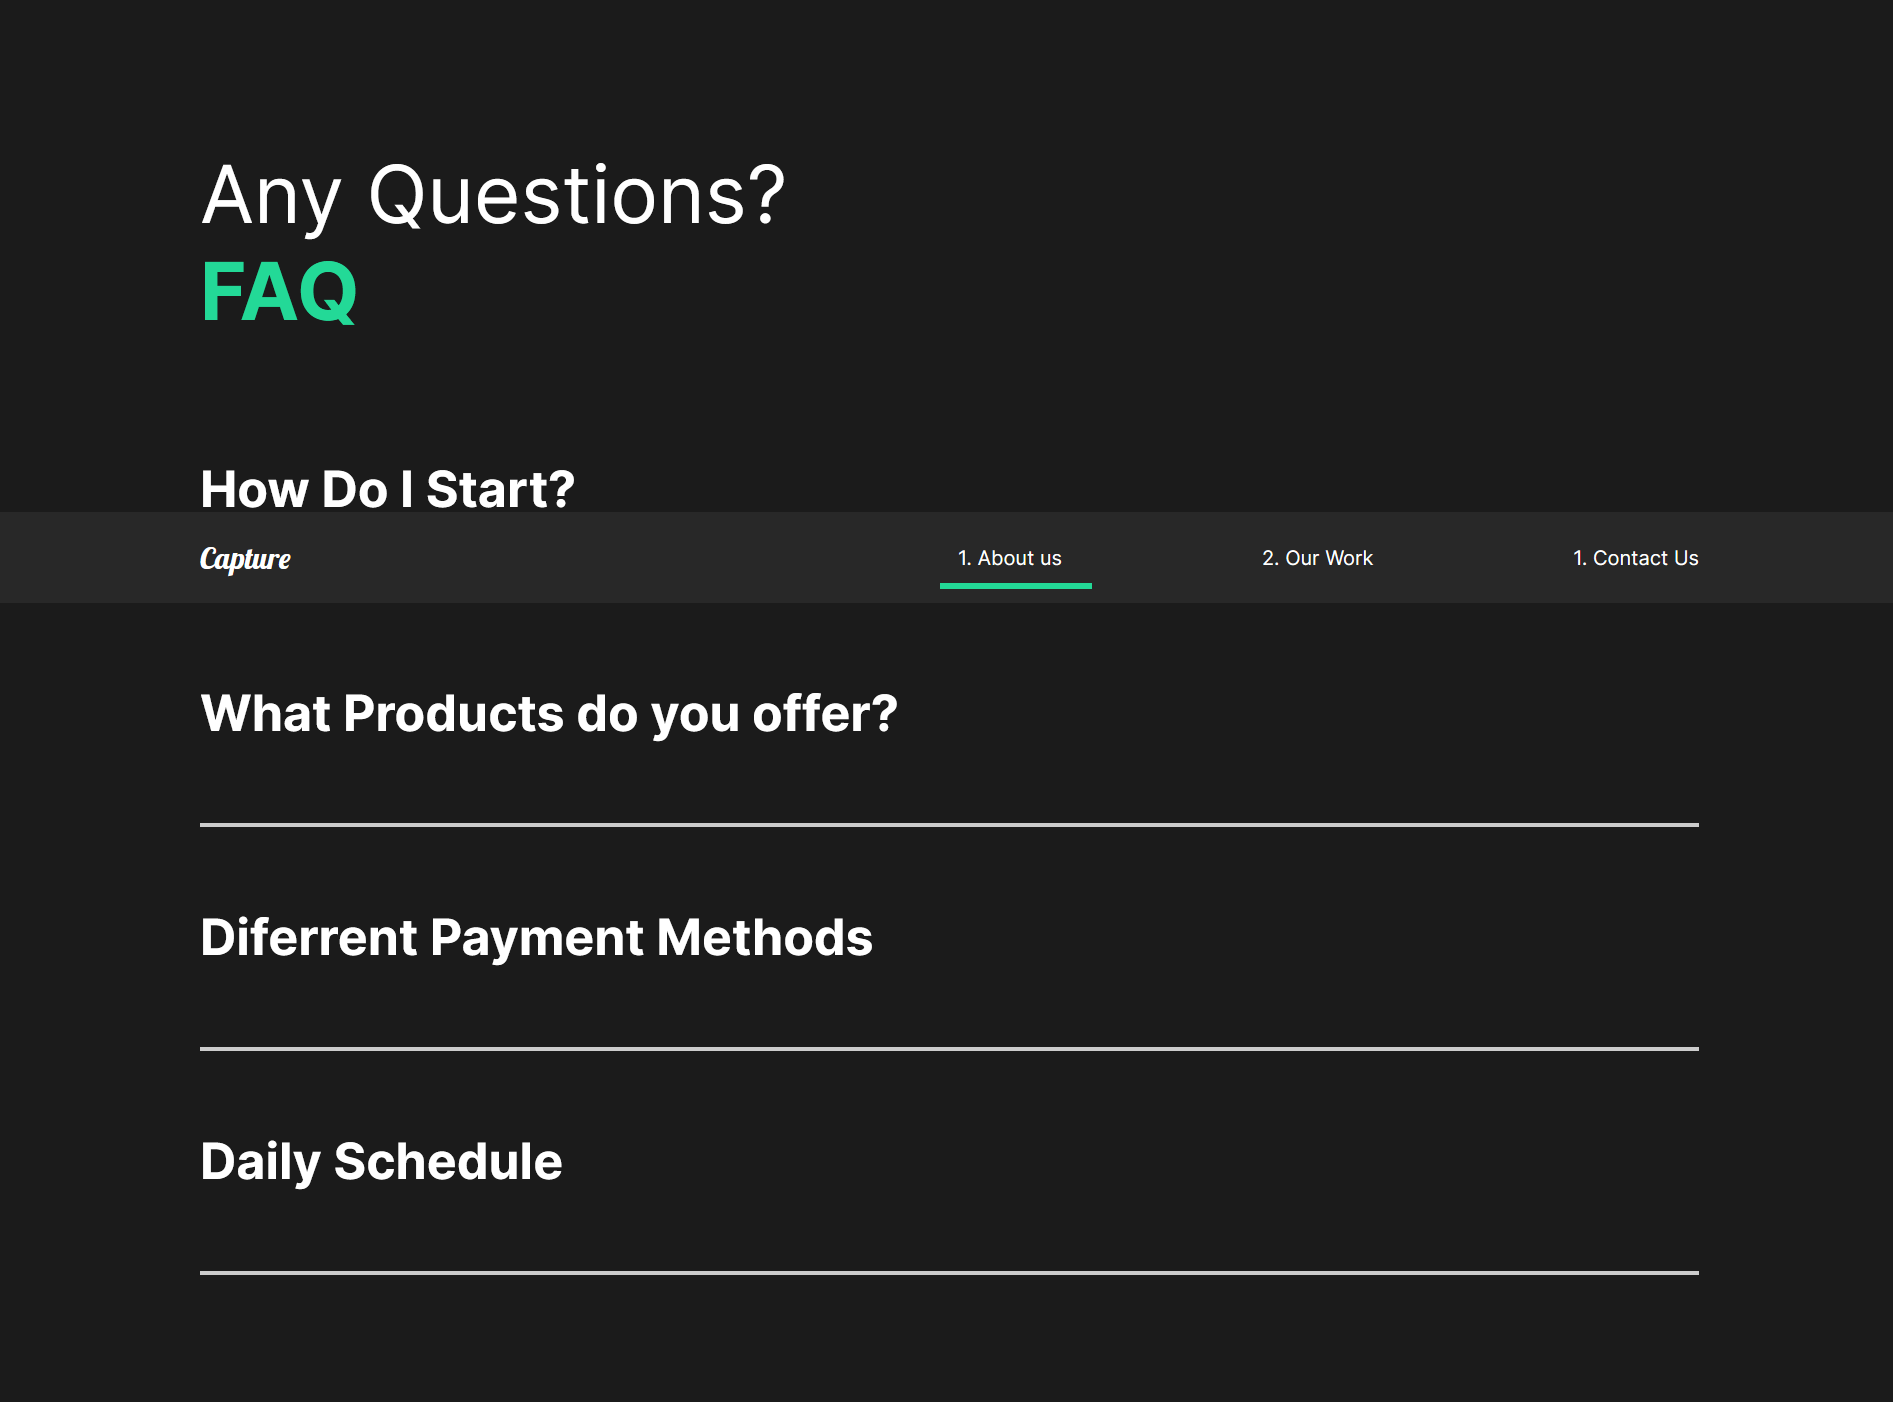 Any Questions?
FAQ
How Do I Start?
Capture
1. About us
2. Our Work
1. Contact Us
What Products do you offer?
Diferrent Payment Methods
Daily Schedule